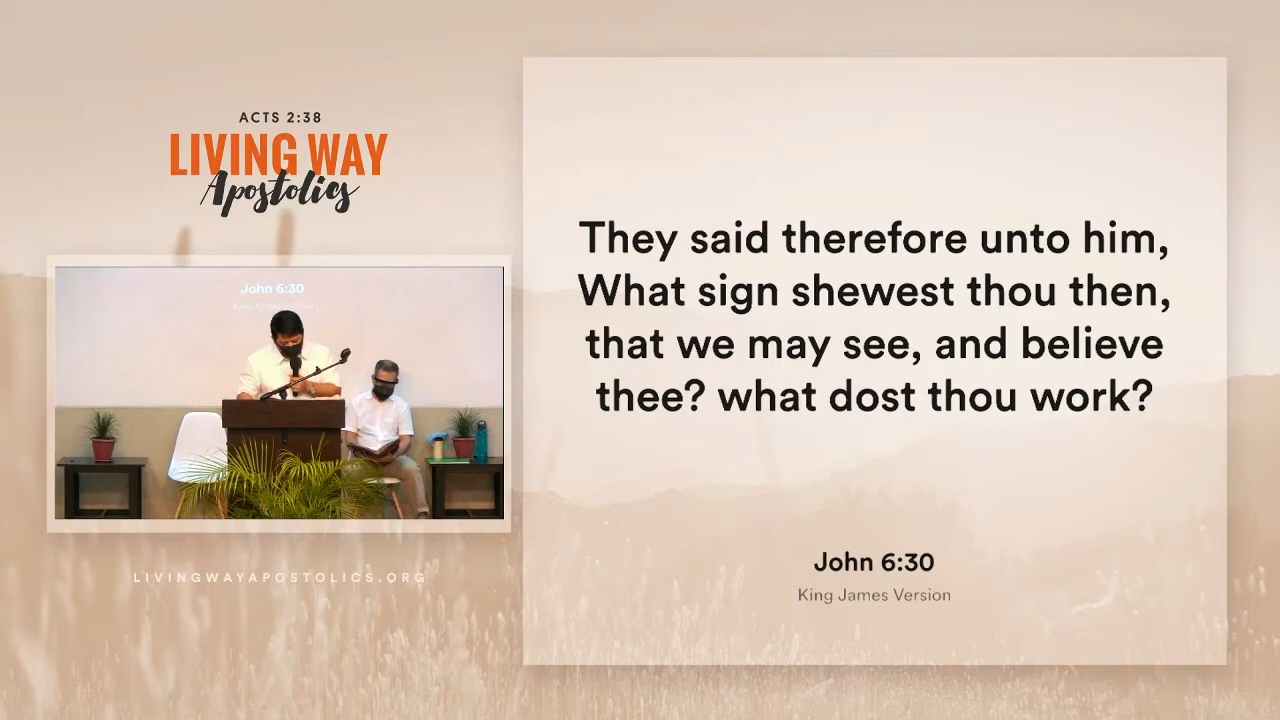 ACTS 2:38
LIVING WAY
Apostolics
John 6:30
LIVINGWAYAPOSTOLICS.ORG
They said therefore unto him,
What sign shewest thou then,
that we may see, and believe
thee? what dost thou work?
John 6:30
King James Version